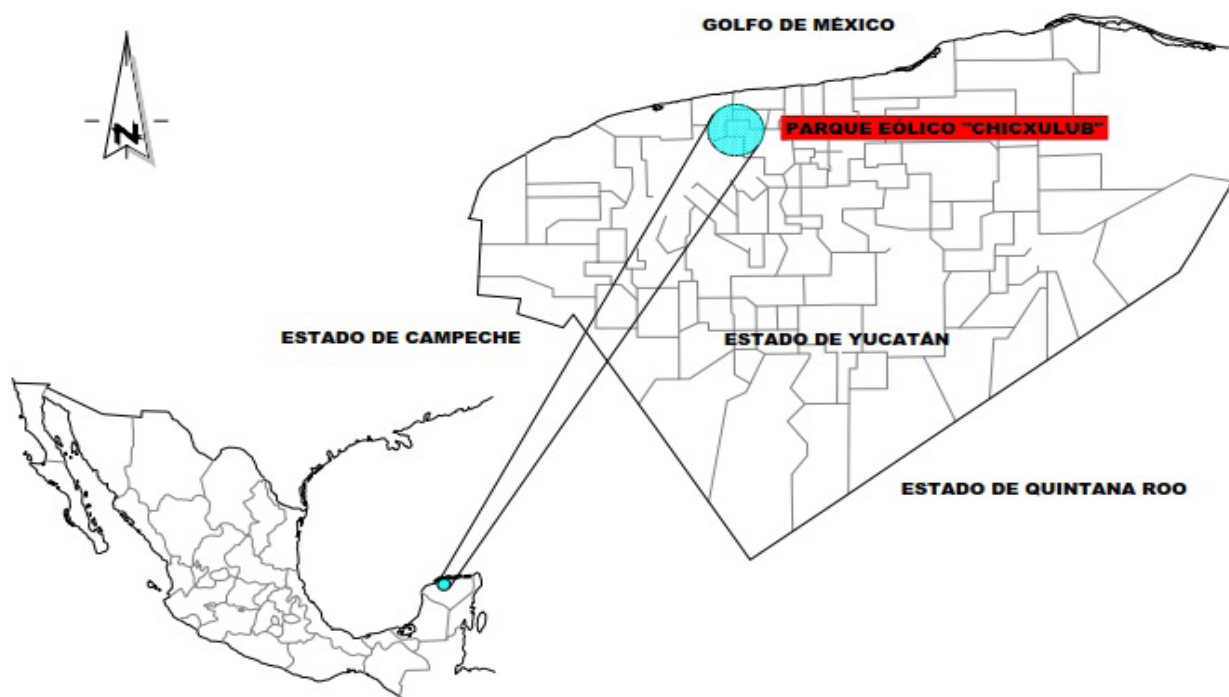 GOLFO DE MÉXICO
N
PARQUE EÓLICO "CHICXULUB"
ESTADO DE CAMPECHE
ESTADO DE YUCATÁN
ESTADO DE QUINTANA ROO